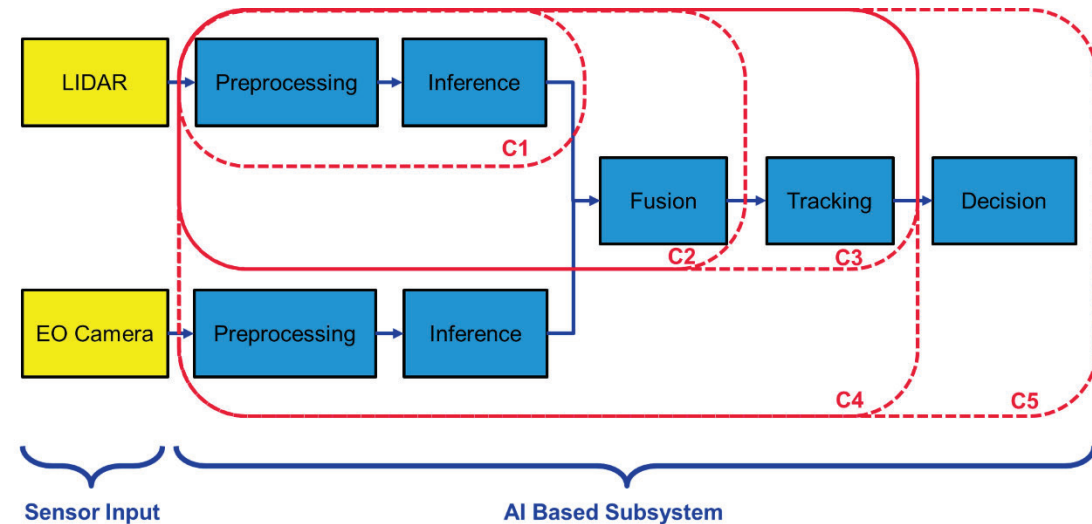 LIDAR
Preprocessing
Inference
C1
Fusion
Tracking
Decision
C2
C3
EO Camera
Preprocessing
Inference
C4
C5
Sensor Input
AI Based Subsystem